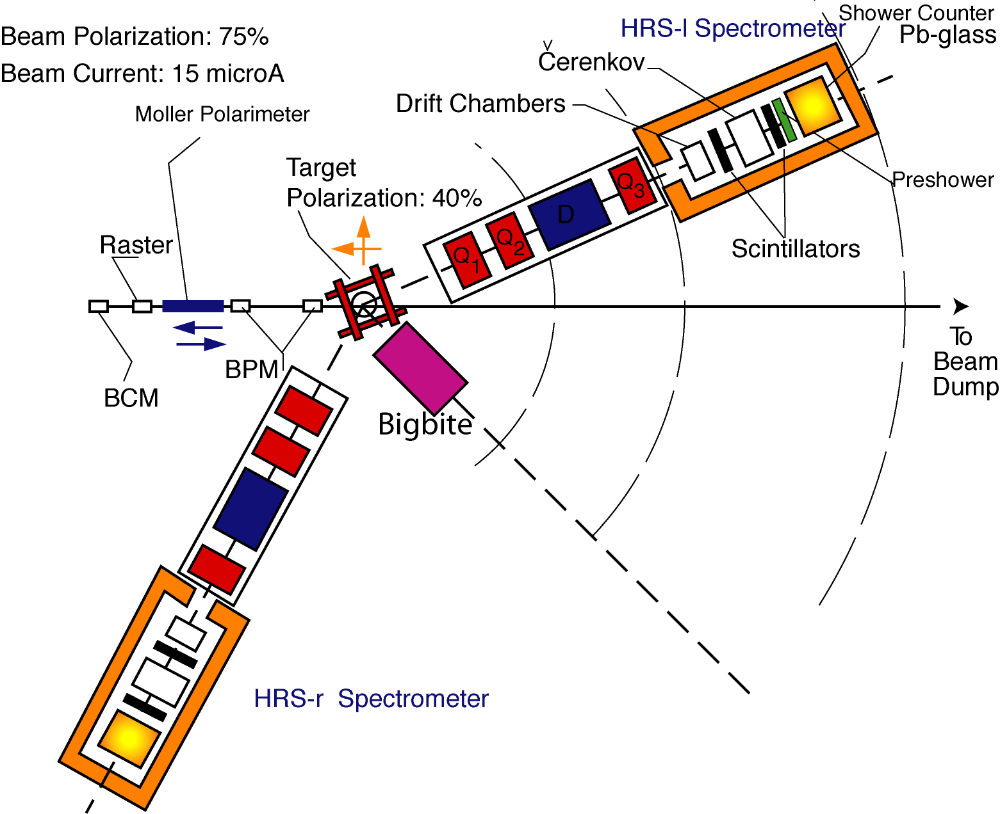 Beam Polarization: 75%
Beam Current: 15 microA
Moller Polarimeter
HRS-l Spectrometer
Shower Counter
Pb-glass
Čerenkov
Drift Chambers
Target
Polarization: 40%
Raster
Q1
Q2
D
Q3
Preshower
Scintillators
BPM
BCM
To
Beam
Dump
Bigbite
HRS-r Spectrometer